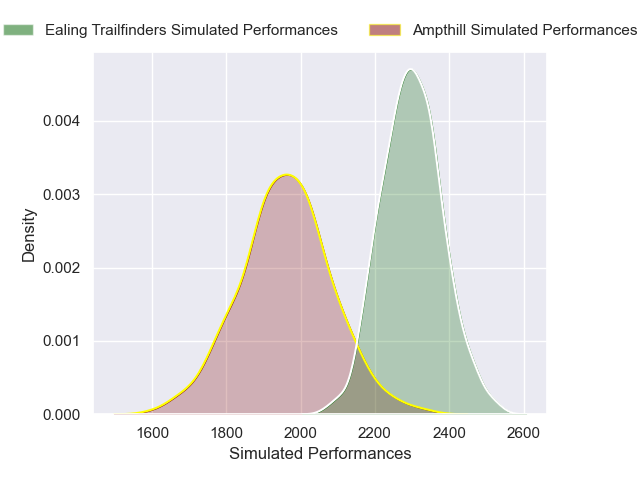 Ealing Trailfinders Simulated Performances
Ampthill Simulated Performances
Density
0.004
0.003
0.002
0.001
0.000
1600
1800
2000
2200
2400
2600
Simulated Performances